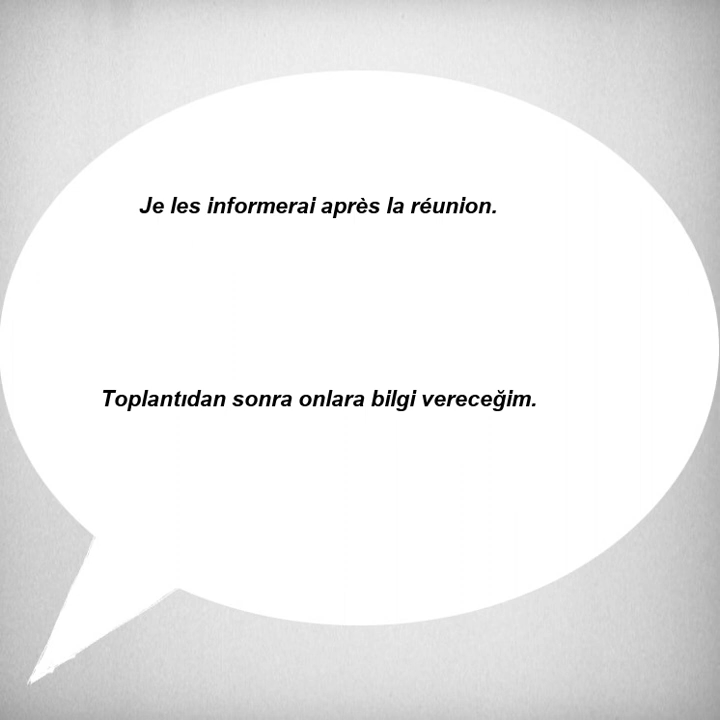 Je les informerai après la réunion.
Toplantıdan sonra onlara bilgi vereceğim.